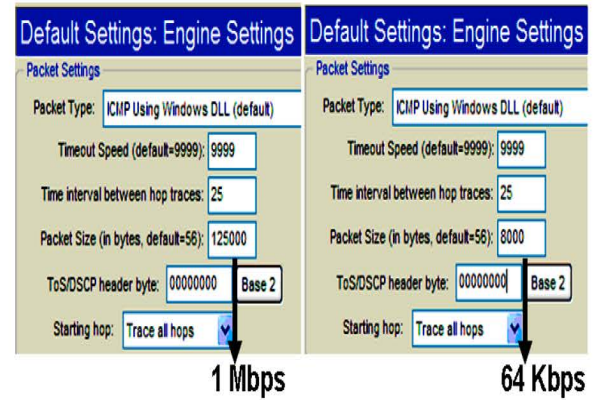 Default Settings: Engine Settings
Packet Settings
Packet Type: ICMP Using Windows DLL (default)
Timeout Speed (default=9999): 9999
Time interval between hop traces: 25
Packet Size (in bytes, default=56): 125000
ToS/DSCP header byte: 00000000 Base 2
Starting hop: Trace all hops
1 Mbps
Default Settings: Engine Settings
Packet Settings
Packet Type: ICMP Using Windows DLL (default)
Timeout Speed (default=9999): 9999
Time interval between hop traces: 25
Packet Size (in bytes, default=56): 8000
ToS/DSCP header byte: 00000000 Base 2
Starting hop: Trace all hops
64 Kbps